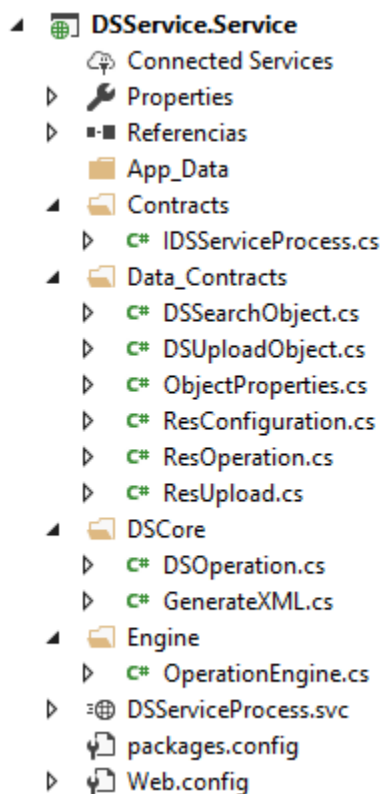 DSService.Service
Connected Services
Properties
Referencias
App_Data
Contracts
C# IDSServiceProcess.cs
Data_Contracts
C# DSSearchObject.cs
C# DSUploadObject.cs
C# ObjectProperties.cs
C# ResConfiguration.cs
C# ResOperation.cs
C# ResUpload.cs
DSCore
C# DSOperation.cs
C# GenerateXML.cs
Engine
C# OperationEngine.cs
DSServiceProcess.svc
packages.config
Web.config